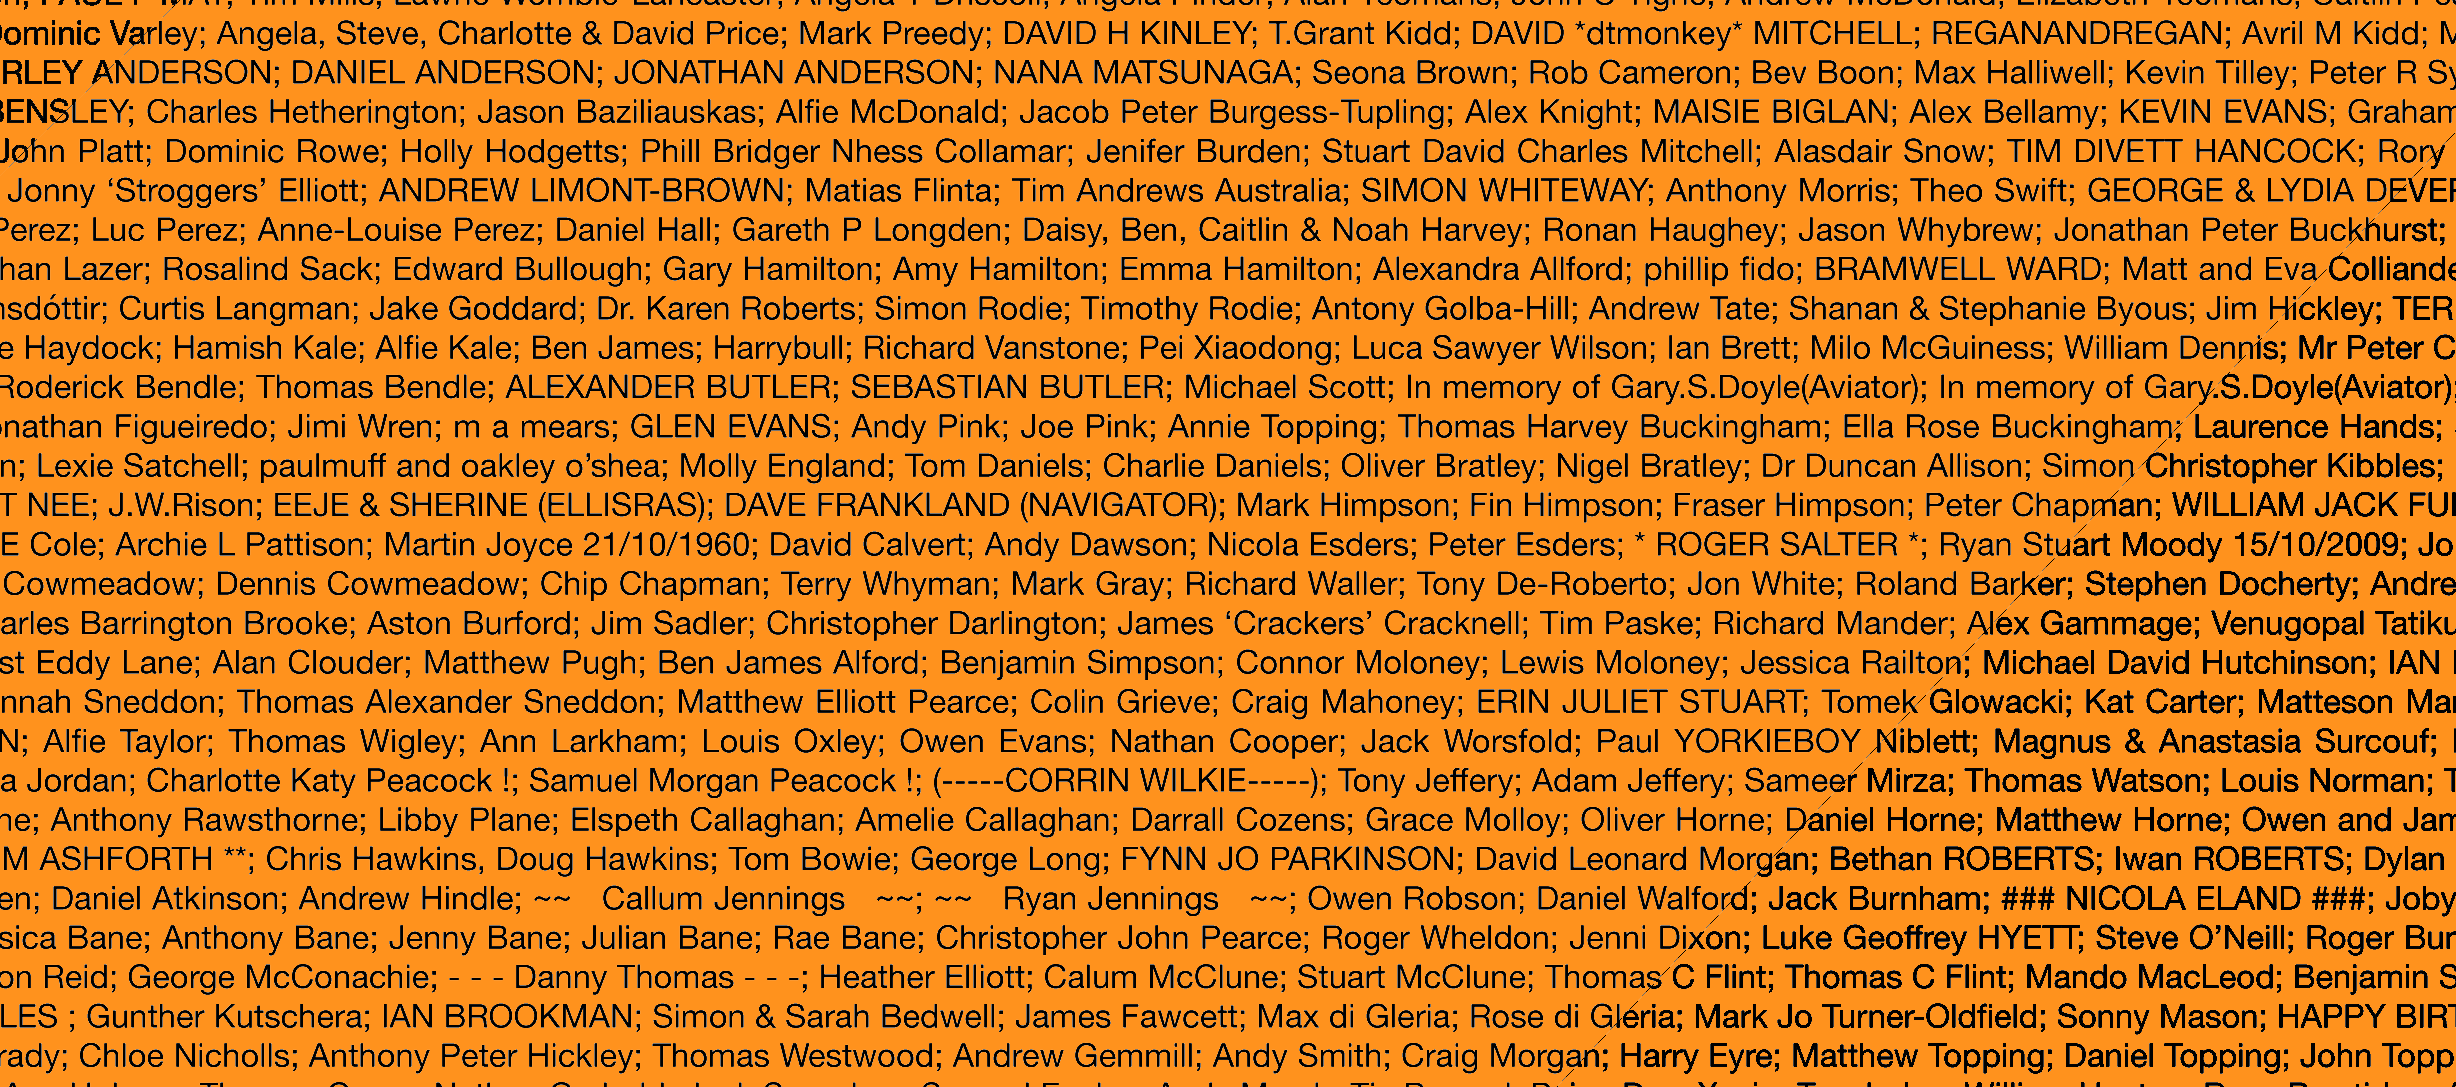 Dominic Varley; Angela, Steve, Charlotte & David Price; Mark Preedy; DAVID H KINLEY; T.Grant Kidd; DAVID *dtmonkey* MITCHELL; REGANANDREGAN; Avril M Kidd;
ANDERSON; DANIEL ANDERSON; JONATHAN ANDERSON; NANA MATSUNAGA; Seona Brown; Rob Cameron; Bev Boon; Max Halliwell; Kevin Tilley; Peter R
BENSLEY; Charles Hetherington; Jason Baziliauskas; Alfie McDonald; Jacob Peter Burgess-Tupling; Alex Knight; MAISIE BIGLAN; Alex Bellamy; KEVIN EVANS; Graham
John Platt; Dominic Rowe; Holly Hodgetts; Phill Bridger Nhess Collamar; Jenifer Burden; Stuart David Charles Mitchell; Alasdair Snow; TIM DIVETT HANCOCK; Rory
Jonny ‘Stroggers’ Elliott; ANDREW LIMONT-BROWN; Matias Flinta; Tim Andrews Australia; SIMON WHITEWAY; Anthony Morris; Theo Swift; GEORGE & LYDIA
Perez; Luc Perez; Anne-Louise Perez; Daniel Hall; Gareth P Longden; Daisy, Ben, Caitlin & Noah Harvey; Ronan Haughey; Jason Whybrew; Jonathan Peter Buckhurst;
han Lazer; Rosalind Sack; Edward Bullough; Gary Hamilton; Amy Hamilton; Emma Hamilton; Alexandra Allford; phillip fido; BRAMWELL WARD; Matt and Eva Colliande
nsdóttir; Curtis Langman; Jake Goddard; Dr. Karen Roberts; Simon Rodie; Timothy Rodie; Antony Golba-Hill; Andrew Tate; Shanan & Stephanie Byous; Jim Hickley; TER
e Haydock; Hamish Kale; Alfie Kale; Ben James; Harrybull; Richard Vanstone; Pei Xiaodong; Luca Sawyer Wilson; Ian Brett; Milo McGuiness; William Dennis; Mr Peter C
Roderick Bendle; Thomas Bendle; ALEXANDER BUTLER; SEBASTIAN BUTLER; Michael Scott; In memory of Gary.S.Doyle(Aviator); In memory of Gary.S.Doyle(Aviator);
onathan Figueiredo; Jimi Wren; m a mears; GLEN EVANS; Andy Pink; Joe Pink; Annie Topping; Thomas Harvey Buckingham; Ella Rose Buckingham; Laurence Hands;
n; Lexie Satchell; paulmuff and oakley o’shea; Molly England; Tom Daniels; Charlie Daniels; Oliver Bratley; Nigel Bratley; Dr Duncan Allison; Simon Christopher Kibbles;
T NEE; J.W.Rison; EEJE & SHERINE (ELLISRAS); DAVE FRANKLAND (NAVIGATOR); Mark Himpson; Fin Himpson; Fraser Himpson; Peter Chapman; WILLIAM JACK
E Cole; Archie L Pattison; Martin Joyce 21/10/1960; David Calvert; Andy Dawson; Nicola Esders; Peter Esders; * ROGER SALTER *; Ryan Stuart Moody 15/10/2009; Jo
Cowmeadow; Dennis Cowmeadow; Chip Chapman; Terry Whyman; Mark Gray; Richard Waller; Tony De-Roberto; Jon White; Roland Barker; Stephen Docherty; Andre
arles Barrington Brooke; Aston Burford; Jim Sadler; Christopher Darlington; James ‘Crackers’ Cracknell; Tim Paske; Richard Mander; Alex Gammage; Venugopal Tatiku
st Eddy Lane; Alan Clouder; Matthew Pugh; Ben James Alford; Benjamin Simpson; Connor Moloney; Lewis Moloney; Jessica Railton; Michael David Hutchinson; IAN
nnah Sneddon; Thomas Alexander Sneddon; Matthew Elliott Pearce; Colin Grieve; Craig Mahoney; ERIN JULIET STUART; Tomek Glowacki; Kat Carter; Matteson Mar
N; Alfie Taylor; Thomas Wigley; Ann Larkham; Louis Oxley; Owen Evans; Nathan Cooper; Jack Worsfold; Paul YORKIEBOY Niblett; Magnus & Anastasia Surcouf;
a Jordan; Charlotte Katy Peacock !; Samuel Morgan Peacock !; (-----CORRIN WILKIE-----); Tony Jeffery; Adam Jeffery; Sameer Mirza; Thomas Watson; Louis Norman; T
ne; Anthony Rawsthorne; Libby Plane; Elspeth Callaghan; Amelie Callaghan; Darrall Cozens; Grace Molloy; Oliver Horne; Daniel Horne; Matthew Horne; Owen and Jam
M ASHFORTH **; Chris Hawkins, Doug Hawkins; Tom Bowie; George Long; FYNN JO PARKINSON; David Leonard Morgan; Bethan ROBERTS; Iwan ROBERTS; Dylan
en; Daniel Atkinson; Andrew Hindle; ~~ Callum Jennings ~~; ~~ Ryan Jennings ~~; Owen Robson; Daniel Walford; Jack Burnham; ### NICOLA ELAND ###; Joby
sica Bane; Anthony Bane; Jenny Bane; Julian Bane; Rae Bane; Christopher John Pearce; Roger Wheldon; Jenni Dixon; Luke Geoffrey HYETT; Steve O’Neill; Roger Bur
on Reid; George McConachie; - - - Danny Thomas - - -; Heather Elliott; Calum McClune; Stuart McClune; Thomas C Flint; Thomas C Flint; Mando MacLeod; Benjamin S
LES ; Gunther Kutschera; IAN BROOKMAN; Simon & Sarah Bedwell; James Fawcett; Max di Gleria; Rose di Gleria; Mark Jo Turner-Oldfield; Sonny Mason; HAPPY BIRT
rady; Chloe Nicholls; Anthony Peter Hickley; Thomas Westwood; Andrew Gemmill; Andy Smith; Craig Morgan; Harry Eyre; Matthew Topping; Daniel Topping; John Topp